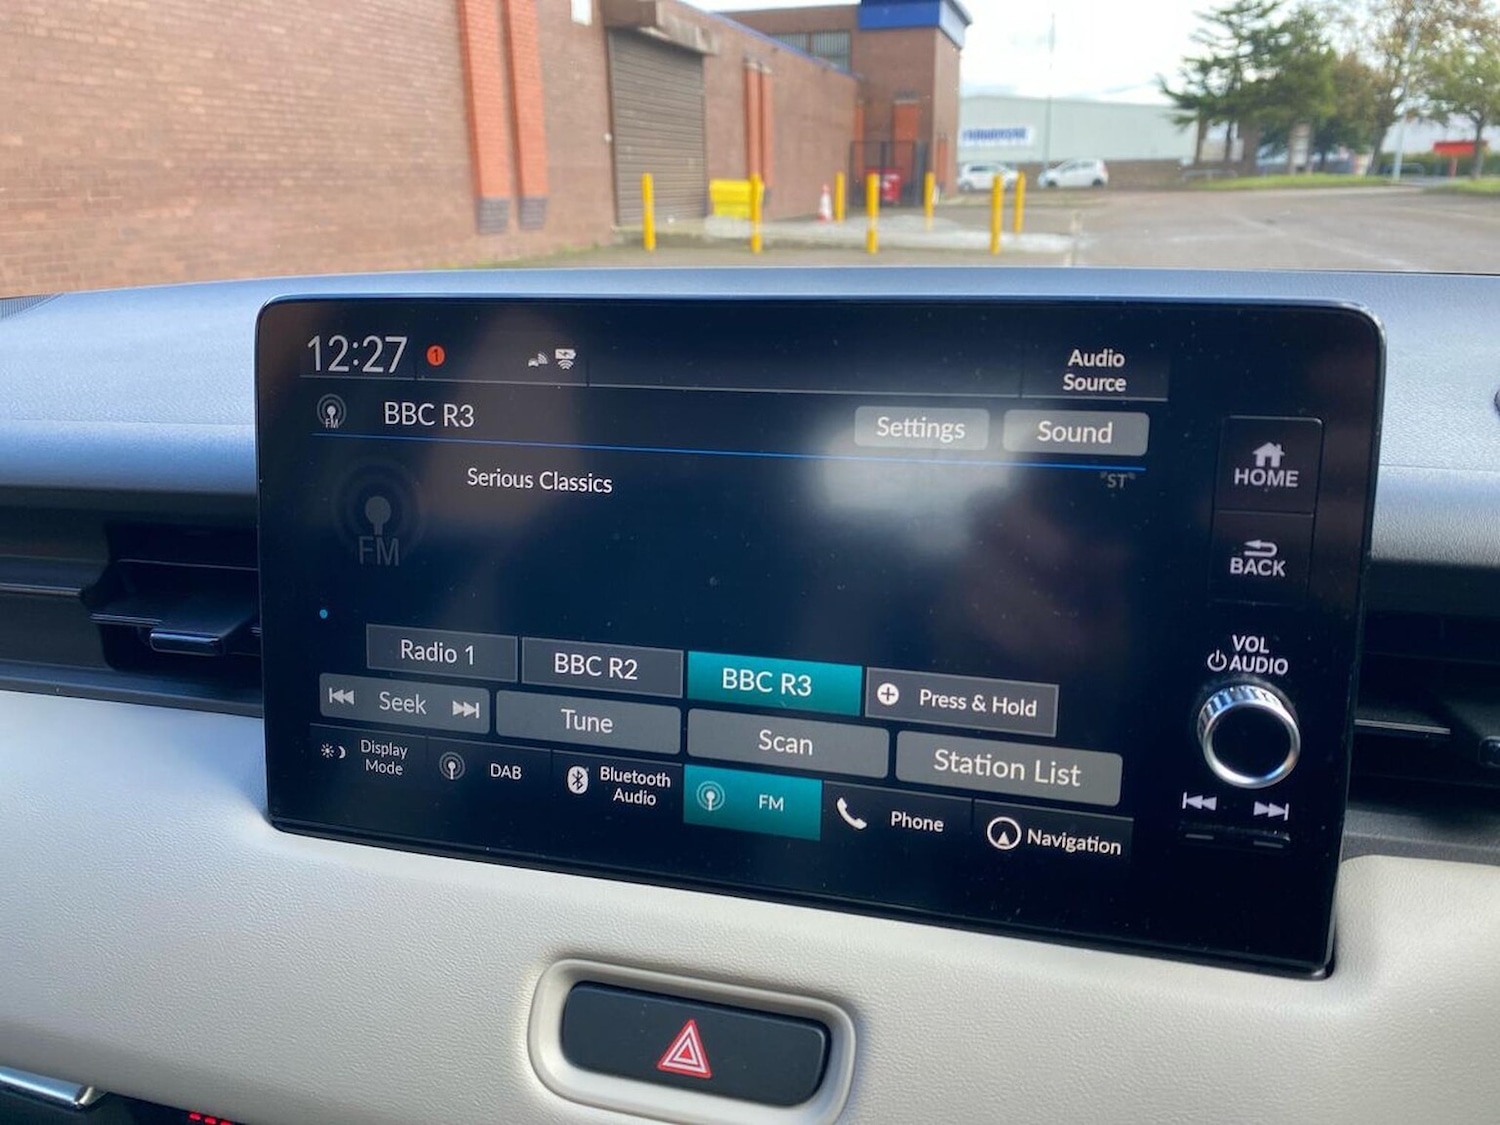 12:27
1
Audio
Source
FM
BBC R3
Settings
Sound
Serious Classics
ST
FM
HOME
BACK
VOL
AUDIO
Radio 1
BBC R2
BBC R3
Press & Hold
Seek
Tune
Scan
Station List
Display
Mode
DAB
Bluetooth
Audio
FM
Phone
Navigation